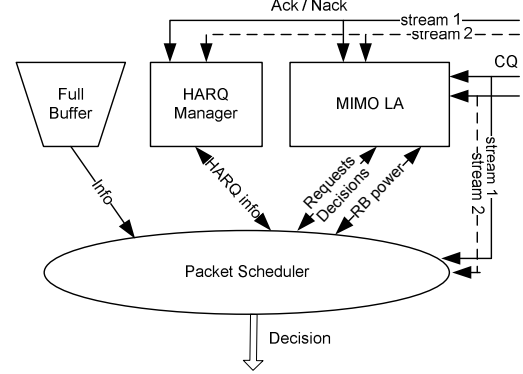 Ack / Nack
stream 1
stream 2
CQ
Full
Buffer
HARQ
Manager
MIMO LA
stream 1
stream 2
Info
HARQ info
Requests
Decisions
RB power
Packet Scheduler
Decision